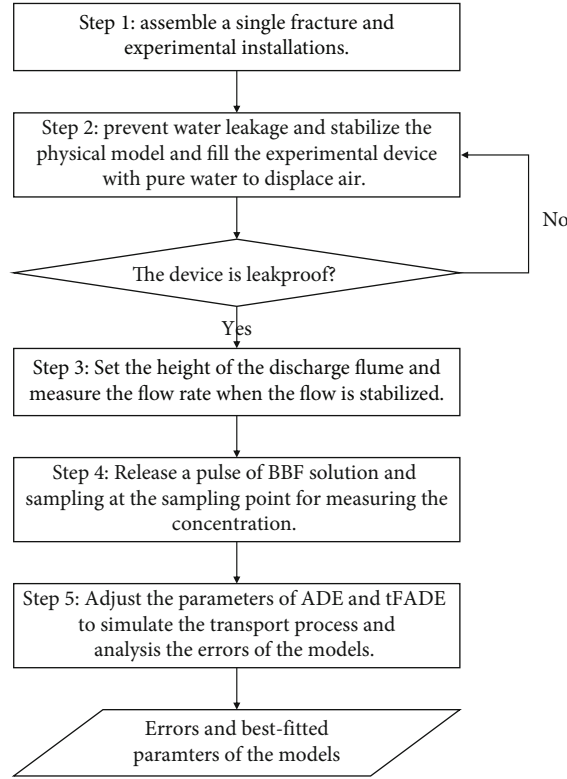 Step 1: assemble a single fracture and
experimental installations.
Step 2: prevent water leakage and stabilize the
physical model and fill the experimental device
with pure water to displace air.
No
The device is leakproof?
Yes
Step 3: Set the height of the discharge flume and
measure the flow rate when the flow is stabilized.
Step 4: Release a pulse of BBF solution and
sampling at the sampling point for measuring the
concentration.
Step 5: Adjust the parameters of ADE and tFADE
to simulate the transport process and
analysis the errors of the models.
Errors and best-fitted
paramters of the models